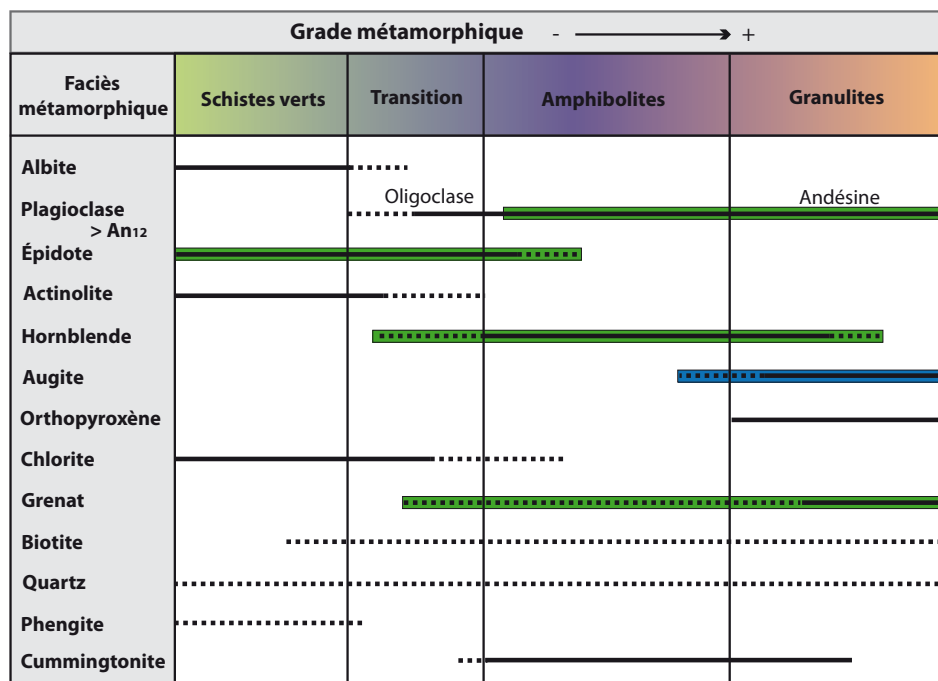 Grade métamorphique - +
Faciès
métamorphique
Schistes verts
Transition
Amphibolites
Granulites
Albite
Plagioclase
> An12
Oligoclase
Andésine
Épidote
Actinolite
Hornblende
Augite
Orthopyroxène
Chlorite
Grenat
Biotite
Quartz
Phengite
Cummingtonite